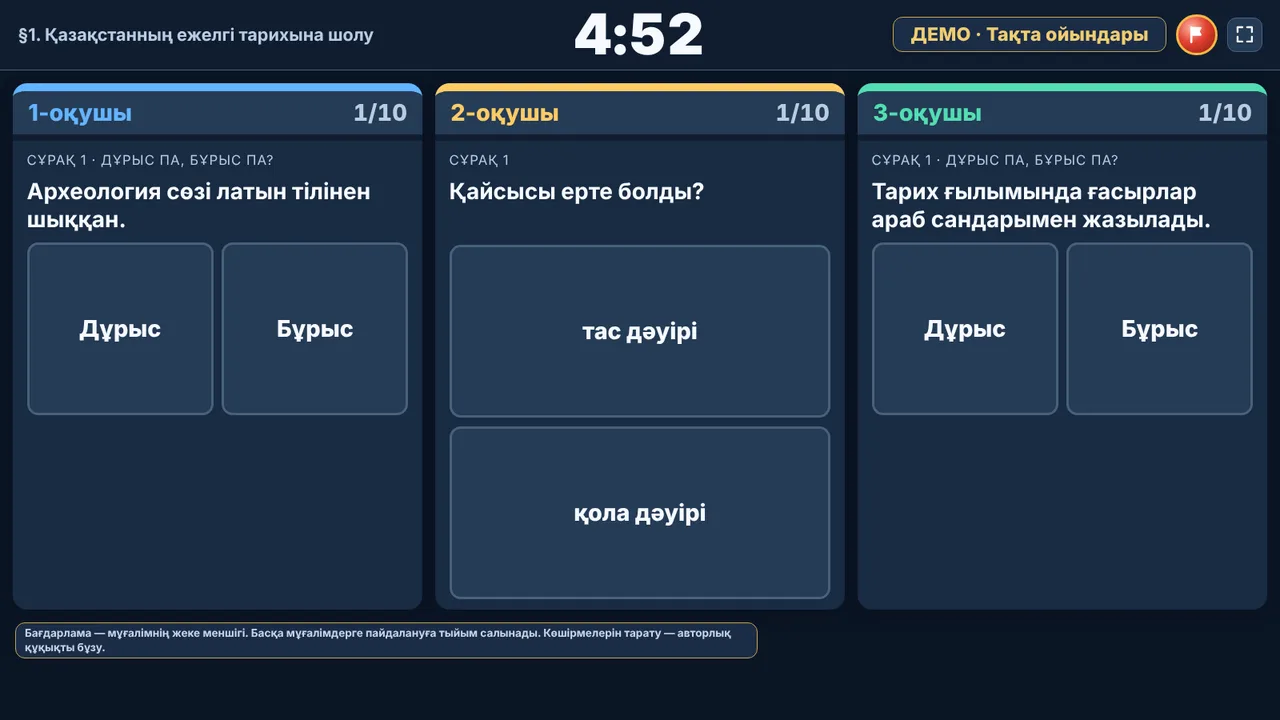 §1. Қазақстанның ежелгі тарихына шолу
4:52
ДЕМО · Тақта ойындары
1-оқушы
1/10
СҰРАҚ 1 · ДҰРЫС ПА, БҰРЫС ПА?
Археология сөзі латын тілінен
шыққан.
Дұрыс
Бұрыс
2-оқушы
1/10
СҰРАҚ 1
Қайсысы ерте болды?
тас дәуірі
қола дәуірі
3-оқушы
1/10
СҰРАҚ 1 · ДҰРЫС ПА, БҰРЫС ПА?
Тарих ғылымында ғасырлар
араб сандарымен жазылады.
Дұрыс
Бұрыс
Бағдарлама — мұғалімнің жеке меншігі. Басқа мұғалімдерге пайдалануға тыйым салынады. Көшірмелерін тарату — авторлық
құқықты бұзу.